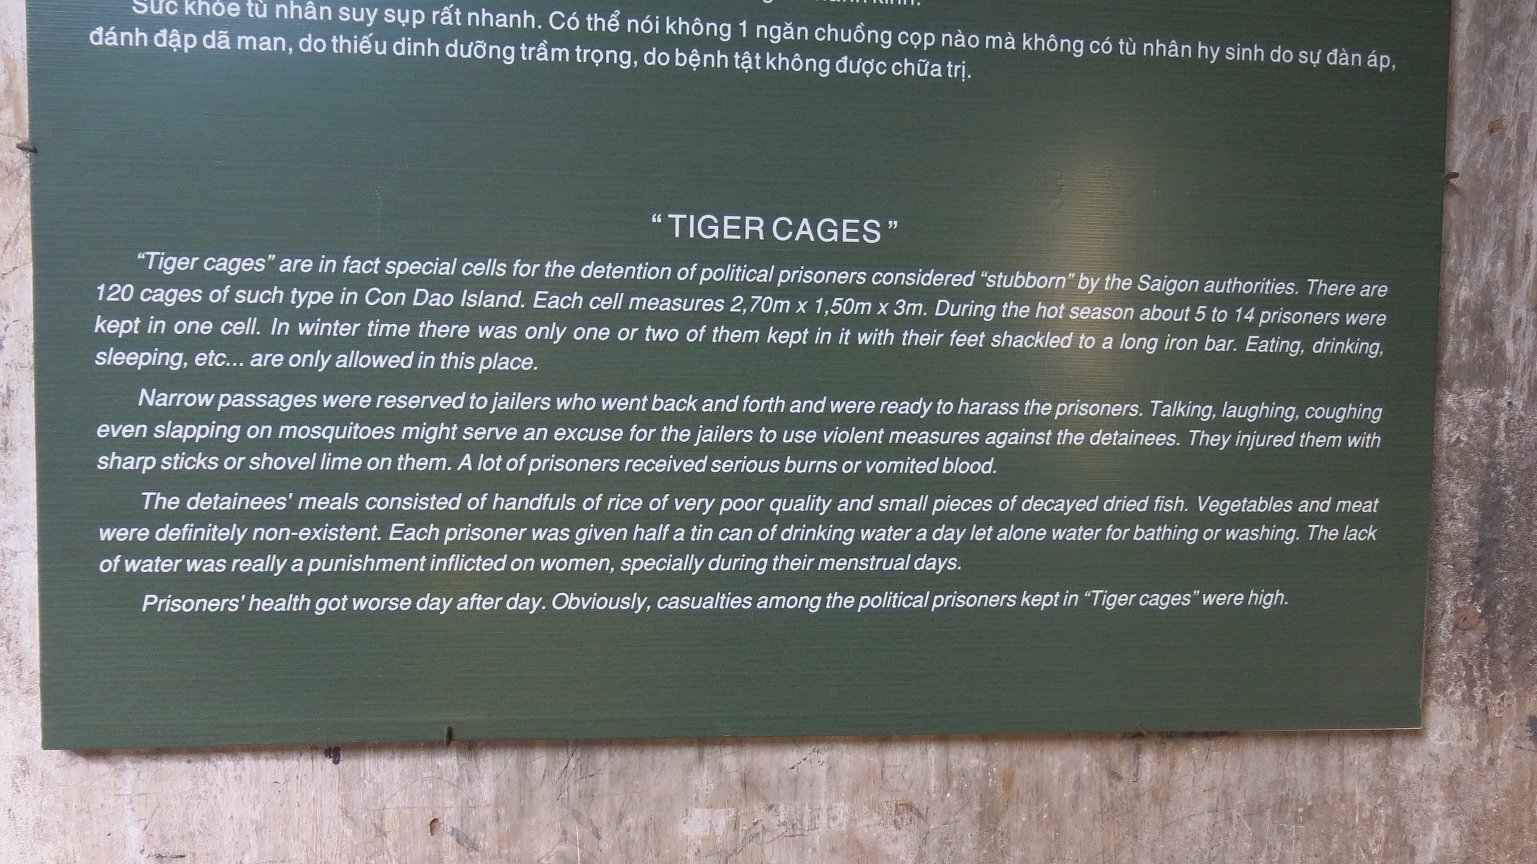 Sức khỏe tù nhân suy sụp rất nhanh. Có thể nói không 1 ngăn chuồng cọp nào mà không có tù nhân hy sinh do sự đàn áp,
đánh đập dã man, do thiếu dinh dưỡng trầm trọng, do bệnh tật không được chữa trị.
“ TIGER CAGES ”
“Tiger cages” are in fact special cells for the detention of political prisoners considered “stubborn” by the Saigon authorities. There are
120 cages of such type in Con Dao Island. Each cell measures 2,70m x 1,50m x 3m. During the hot season about 5 to 14 prisoners were
kept in one cell. In winter time there was only one or two of them kept in it with their feet shackled to a long iron bar. Eating, drinking,
sleeping, etc... are only allowed in this place.
Narrow passages were reserved to jailers who went back and forth and were ready to harass the prisoners. Talking, laughing, coughing
even slapping on mosquitoes might serve an excuse for the jailers to use violent measures against the detainees. They injured them with
sharp sticks or shovel lime on them. A lot of prisoners received serious burns or vomited blood.
The detainees' meals consisted of handfuls of rice of very poor quality and small pieces of decayed dried fish. Vegetables and meat
were definitely non-existent. Each prisoner was given half a tin can of drinking water a day let alone water for bathing or washing. The lack
of water was really a punishment inflicted on women, specially during their menstrual days.
Prisoners' health got worse day after day. Obviously, casualties among the political prisoners kept in “Tiger cages” were high.